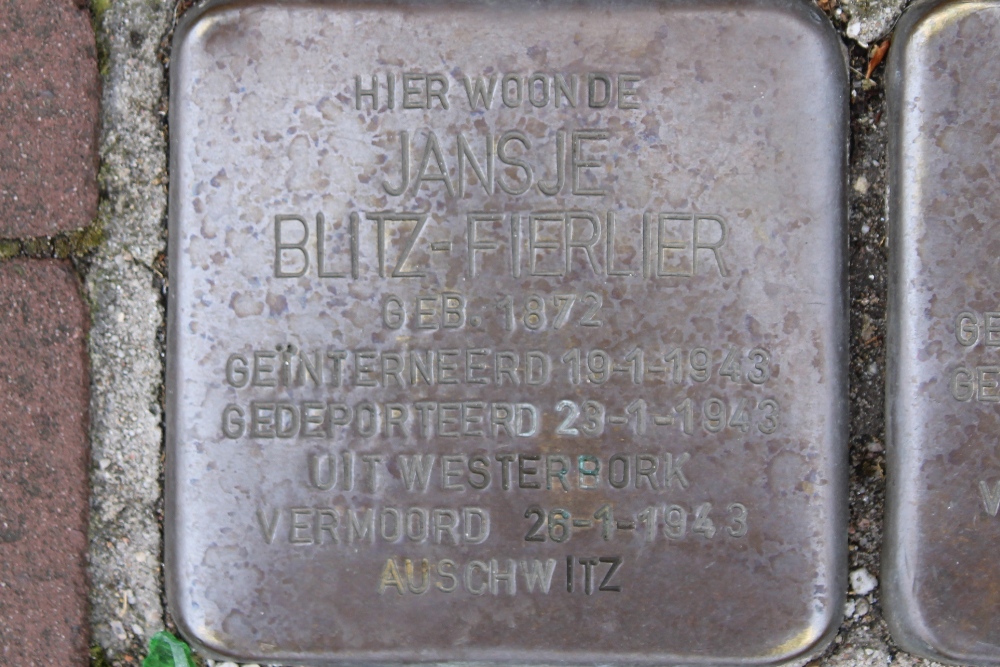 HIER WOONDE
JANSJE
BLITZ-FIERLIER
GEB. 1872
GEÏNTERNEERD 19-1-1943
GEDEPORTEERD 23-1-1943
UIT WESTERBORK
VERMOORD 26-1-1943
AUSCHWITZ